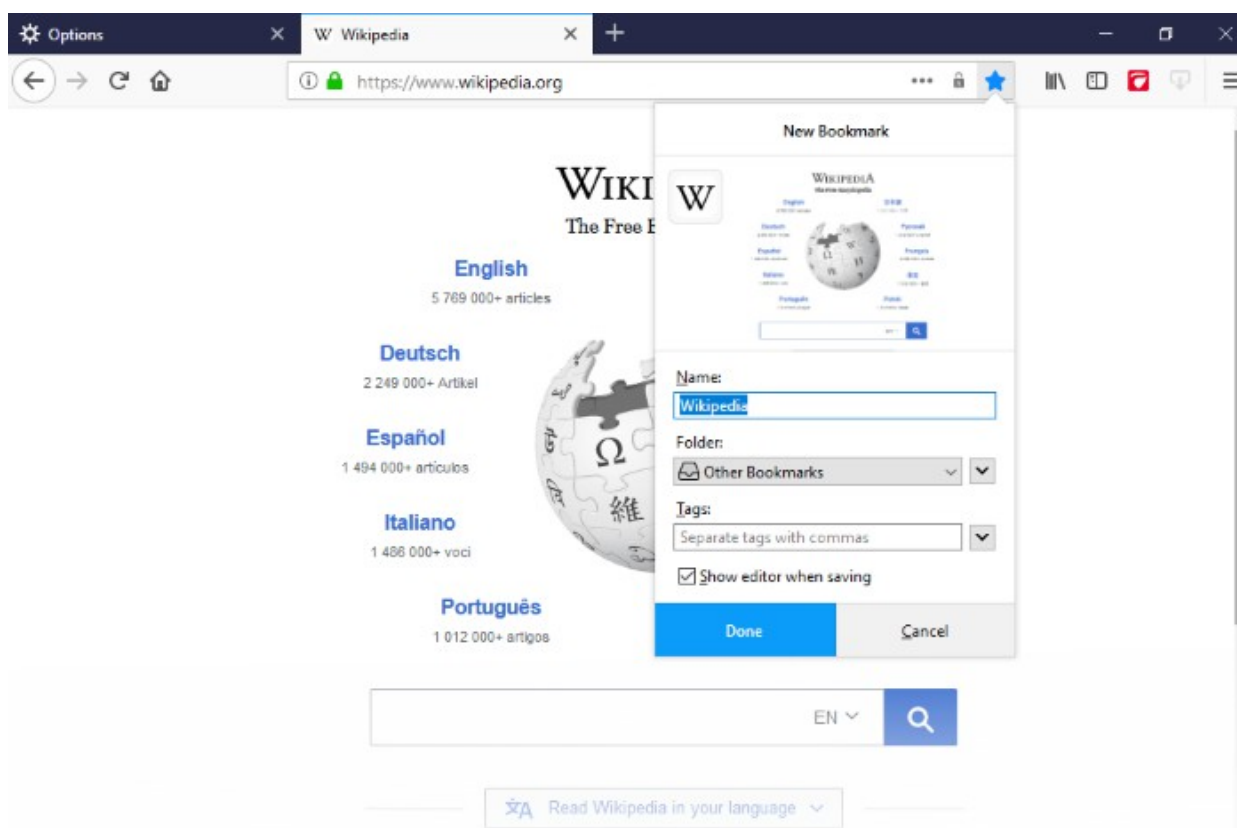 Options
W Wikipedia
https://www.wikipedia.org
New Bookmark
WIKI
The Free
W
WIKIPEDIA
English
5 769 000+ articles
Deutsch
2 249 000+ Artikel
Español
1 494 000+ artículos
Italiano
1 486 000+ voci
Português
1 012 000+ artigos
Ω
維
Name:
Wikipedia
Folder:
Other Bookmarks
Tags:
Separate tags with commas
Show editor when saving
Done
Cancel
EN
Read Wikipedia in your language